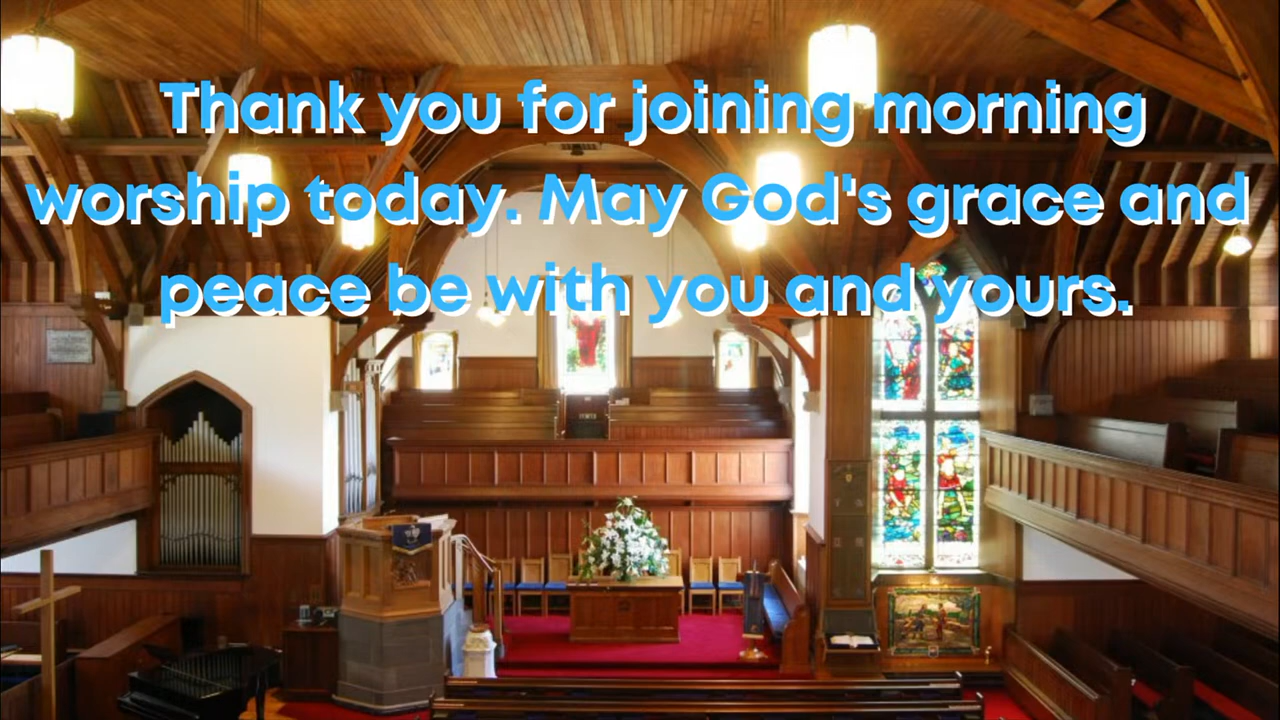 Thank you for joining morning
worship today. May God's grace and
peace be with you and yours.